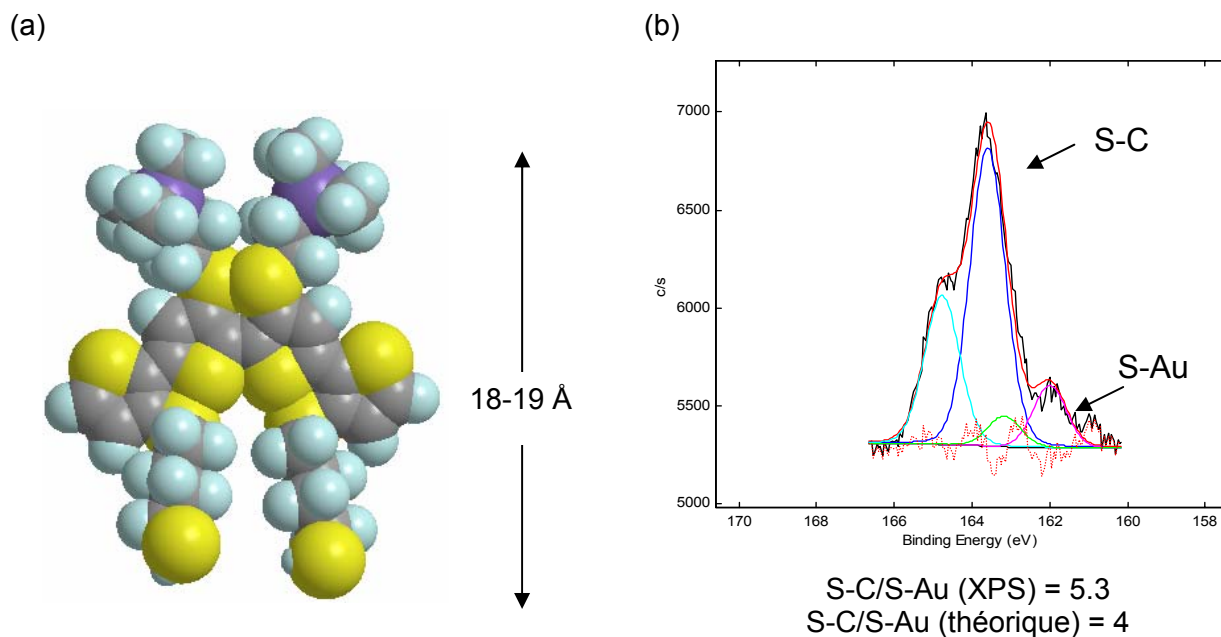 (a)
18-19 Å
(b)
7000
6500
6000
5500
5000
c/s
S-C
S-Au
170 168 166 164 162 160 158
Binding Energy (eV)
S-C/S-Au (XPS) = 5.3
S-C/S-Au (théorique) = 4